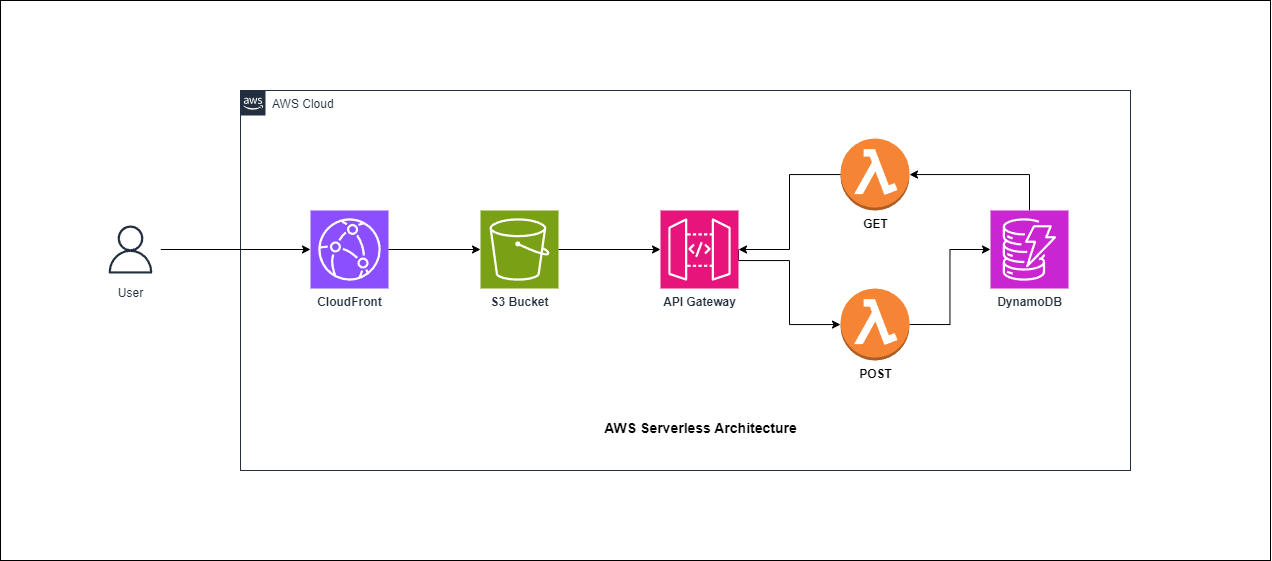 aws
AWS Cloud
GET
User
CloudFront
S3 Bucket
</>
API Gateway
DynamoDB
POST
AWS Serverless Architecture